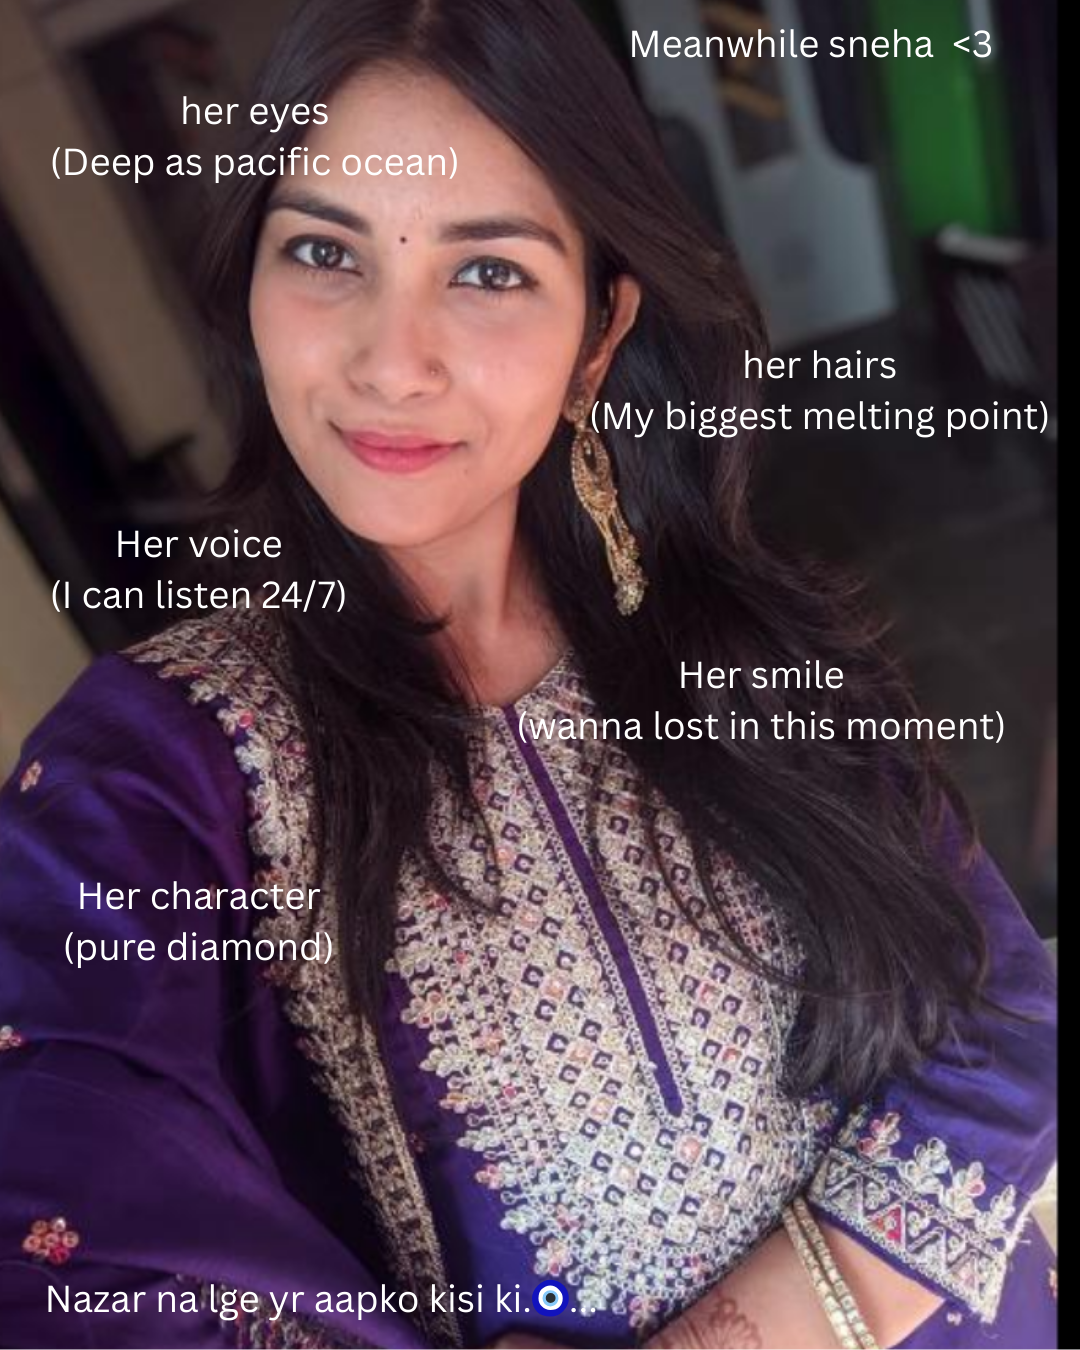 Meanwhile sneha <3
her eyes
(Deep as pacific ocean)
her hairs
(My biggest melting point)
Her voice
(I can listen 24/7)
Her smile
(wanna lost in this moment)
Her character
(pure diamond)
Nazar na lge yr aapko kisi ki.🧿...